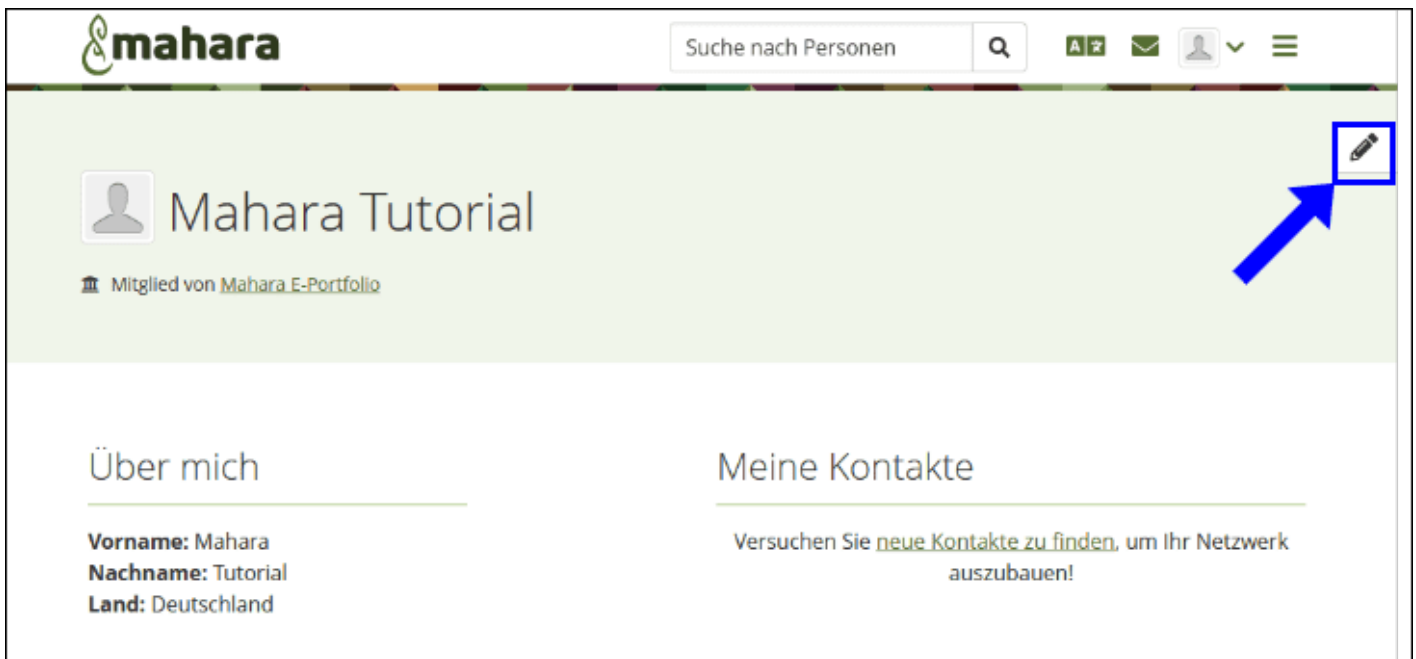 mahara
Suche nach Personen
Mahara Tutorial
Mitglied von Mahara E-Portfolio
Über mich
Vorname: Mahara
Nachname: Tutorial
Land: Deutschland
Meine Kontakte
Versuchen Sie neue Kontakte zu finden, um Ihr Netzwerk
auszubauen!